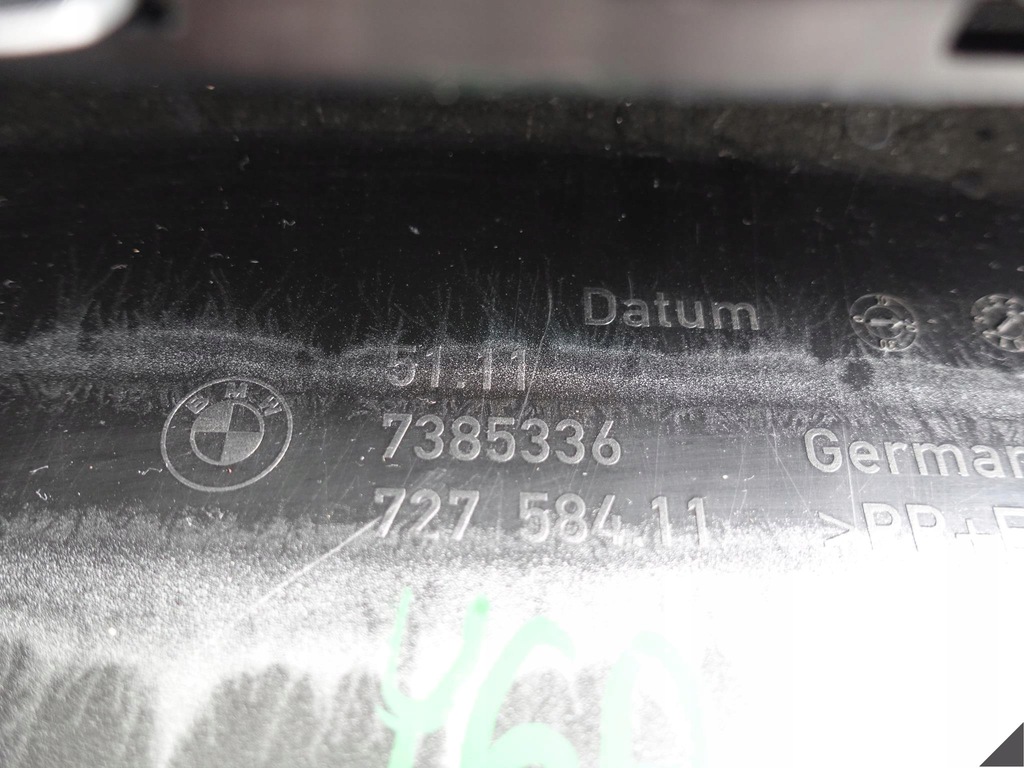 Datum
51.11
BMW
7385336
German
727 584.11
>PP+E